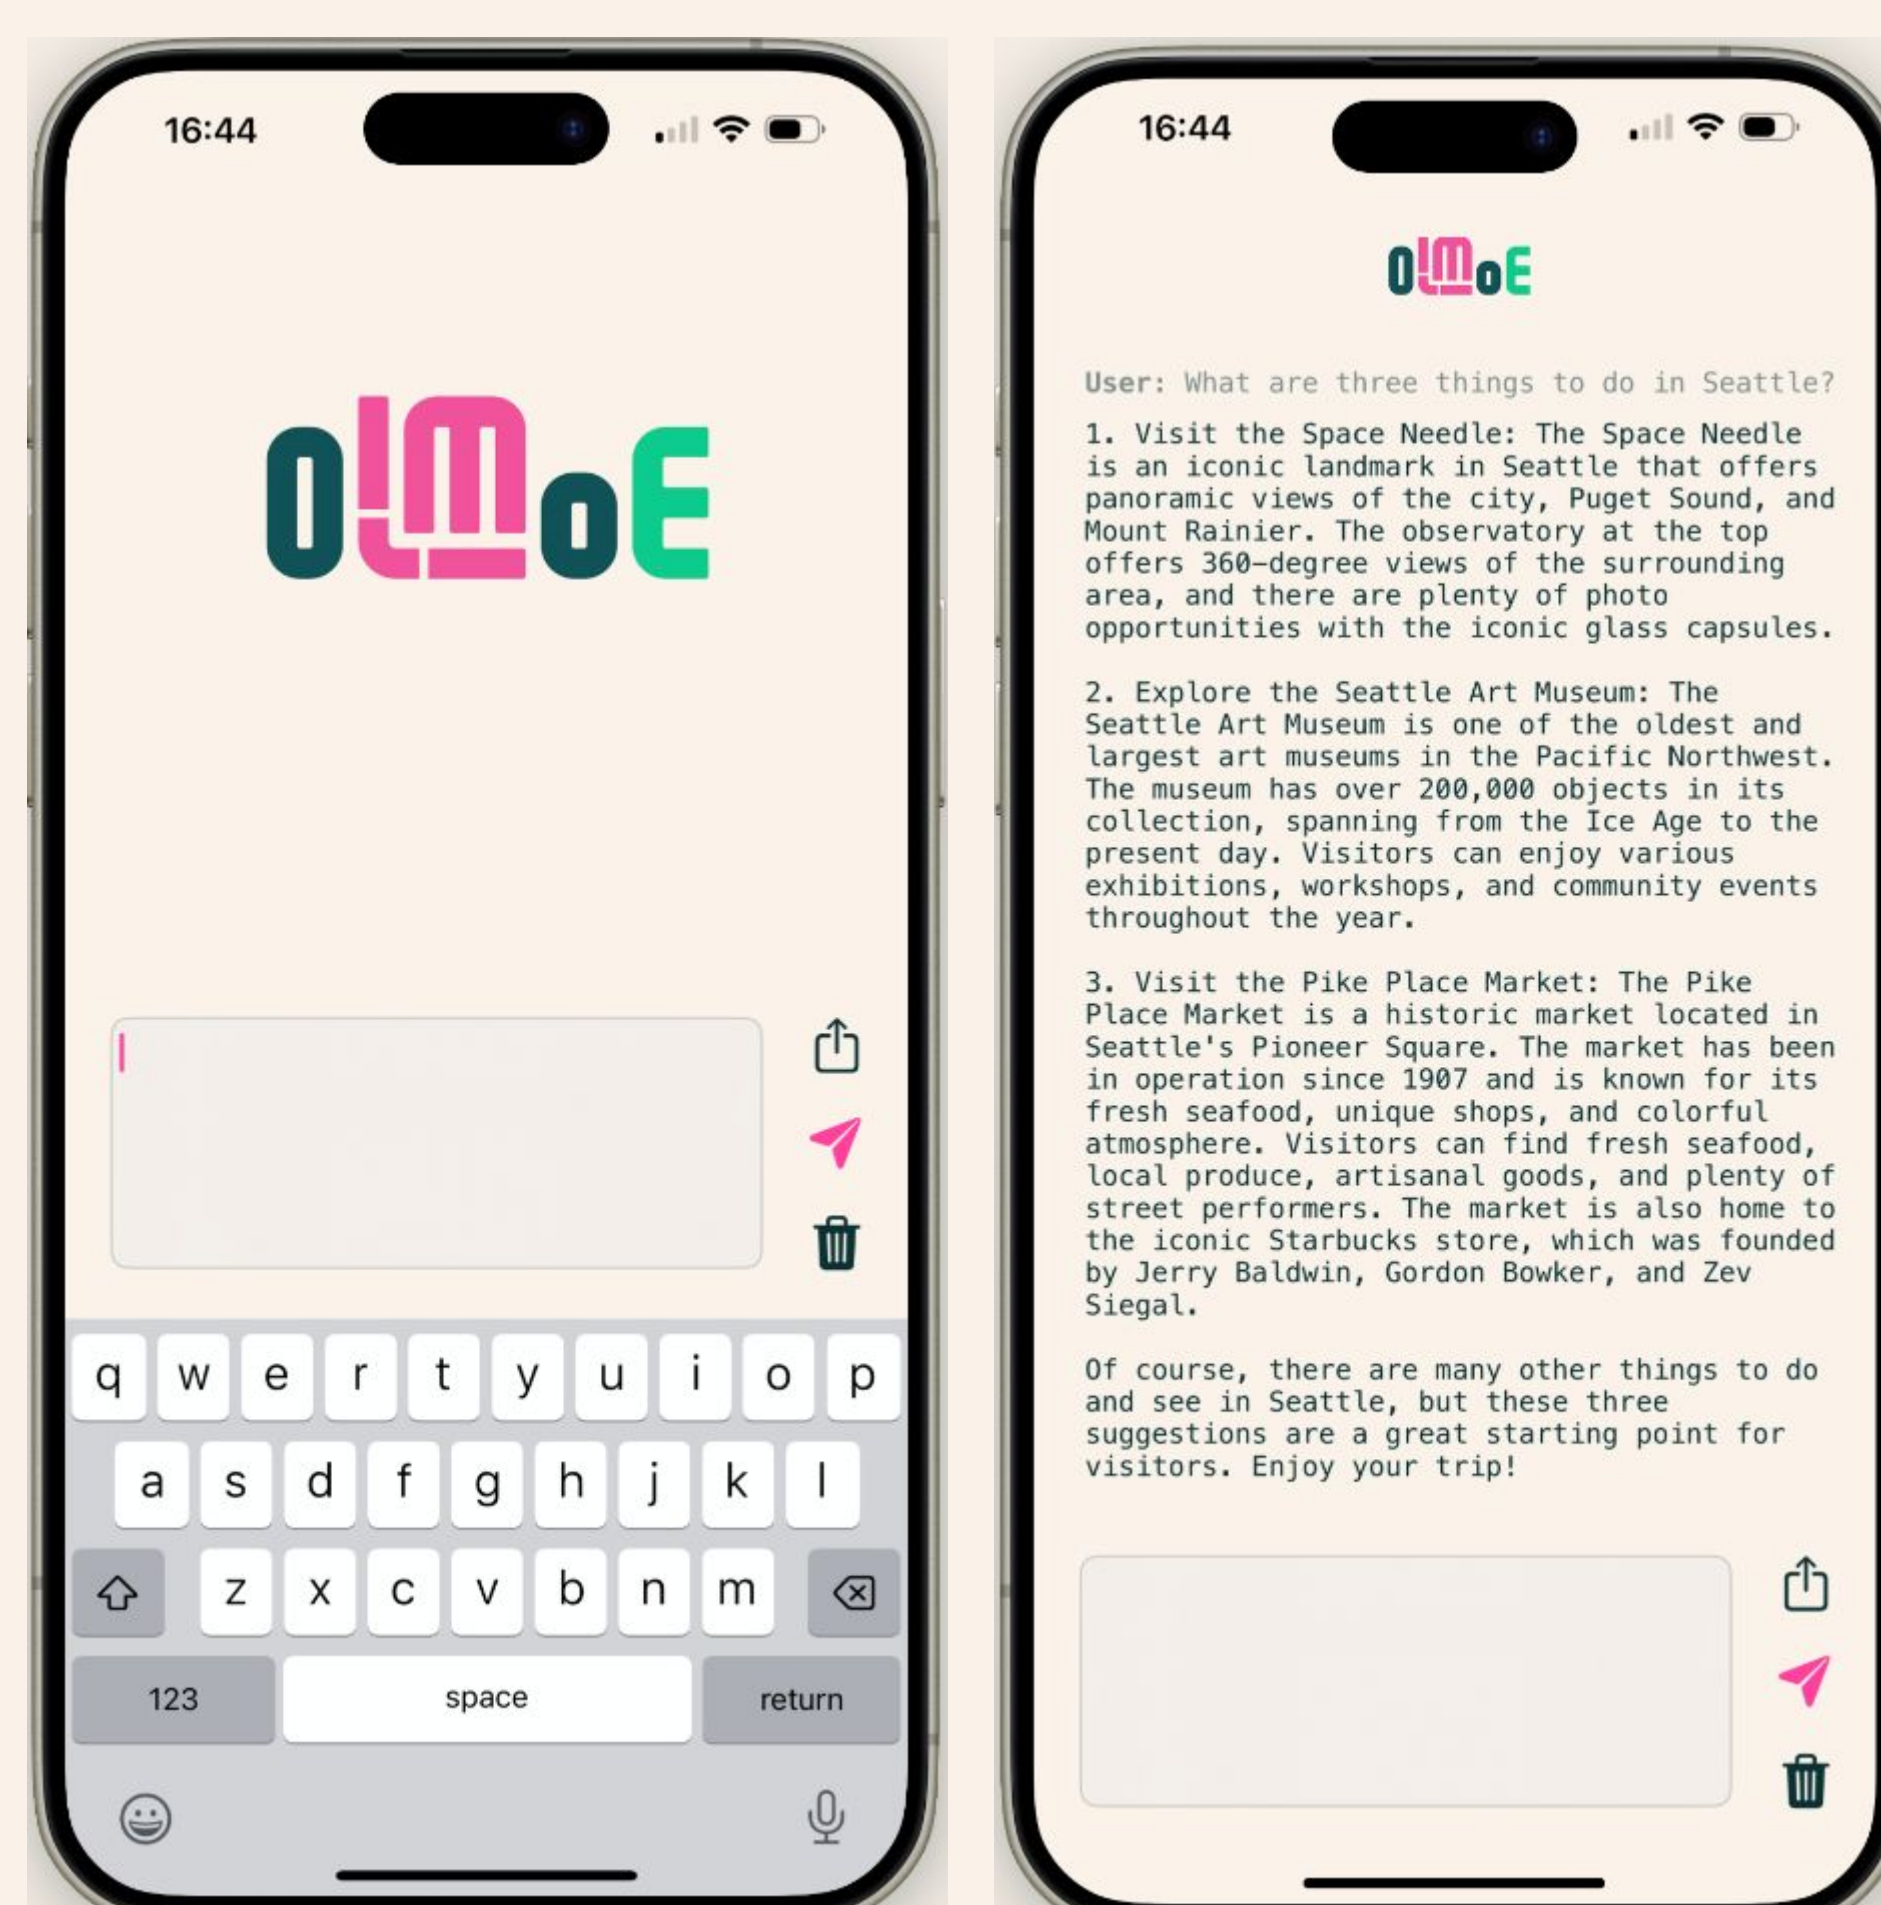 16:44
OLMoE
q w e r t y u i o p
a s d f g h j k l
z x c v b n m
123 space return
16:44
OLMoE
User: What are three things to do in Seattle?
1. Visit the Space Needle: The Space Needle
is an iconic landmark in Seattle that offers
panoramic views of the city, Puget Sound, and
Mount Rainier. The observatory at the top
offers 360-degree views of the surrounding
area, and there are plenty of photo
opportunities with the iconic glass capsules.
2. Explore the Seattle Art Museum: The
Seattle Art Museum is one of the oldest and
largest art museums in the Pacific Northwest.
The museum has over 200,000 objects in its
collection, spanning from the Ice Age to the
present day. Visitors can enjoy various
exhibitions, workshops, and community events
throughout the year.
3. Visit the Pike Place Market: The Pike
Place Market is a historic market located in
Seattle's Pioneer Square. The market has been
in operation since 1907 and is known for its
fresh seafood, unique shops, and colorful
atmosphere. Visitors can find fresh seafood,
local produce, artisanal goods, and plenty of
street performers. The market is also home to
the iconic Starbucks store, which was founded
by Jerry Baldwin, Gordon Bowker, and Zev
Siegal.
Of course, there are many other things to do
and see in Seattle, but these three
suggestions are a great starting point for
visitors. Enjoy your trip!